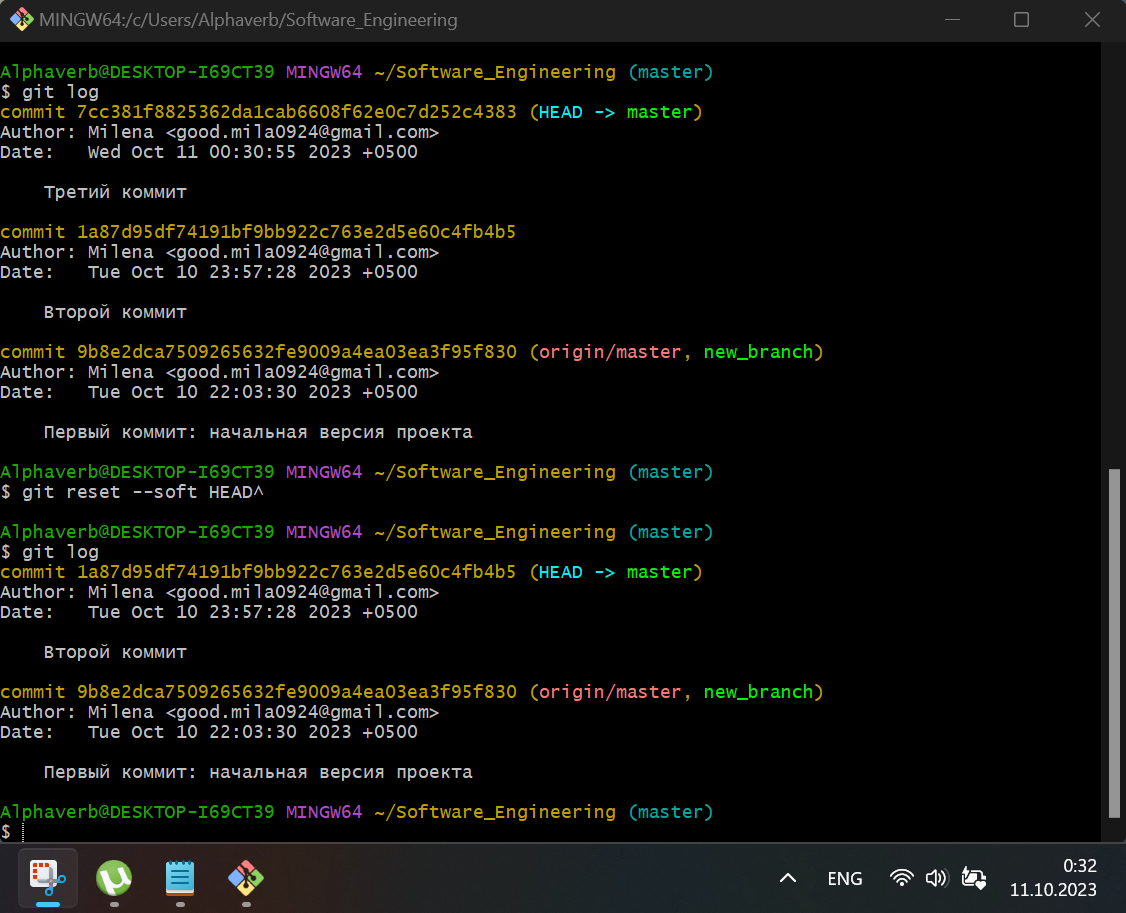 MINGW64:/c/Users/Alphaverb/Software_Engineering
Alphaverb@DESKTOP-I69CT39 MINGW64 ~/Software_Engineering (master)
$ git log
commit 7cc381f8825362da1cab6608f62e0c7d252c4383 (HEAD -> master)
Author: Milena <good.mila0924@gmail.com>
Date:   Wed Oct 11 00:30:55 2023 +0500
Третий коммит
commit 1a87d95df74191bf9bb922c763e2d5e60c4fb4b5
Author: Milena <good.mila0924@gmail.com>
Date:   Tue Oct 10 23:57:28 2023 +0500
Второй коммит
commit 9b8e2dca7509265632fe9009a4ea03ea3f95f830 (origin/master, new_branch)
Author: Milena <good.mila0924@gmail.com>
Date:   Tue Oct 10 22:03:30 2023 +0500
Первый коммит: начальная версия проекта
Alphaverb@DESKTOP-I69CT39 MINGW64 ~/Software_Engineering (master)
$ git reset --soft HEAD^
Alphaverb@DESKTOP-I69CT39 MINGW64 ~/Software_Engineering (master)
$ git log
commit 1a87d95df74191bf9bb922c763e2d5e60c4fb4b5 (HEAD -> master)
Author: Milena <good.mila0924@gmail.com>
Date:   Tue Oct 10 23:57:28 2023 +0500
Второй коммит
commit 9b8e2dca7509265632fe9009a4ea03ea3f95f830 (origin/master, new_branch)
Author: Milena <good.mila0924@gmail.com>
Date:   Tue Oct 10 22:03:30 2023 +0500
Первый коммит: начальная версия проекта
Alphaverb@DESKTOP-I69CT39 MINGW64 ~/Software_Engineering (master)
$
ENG
0:32
11.10.2023